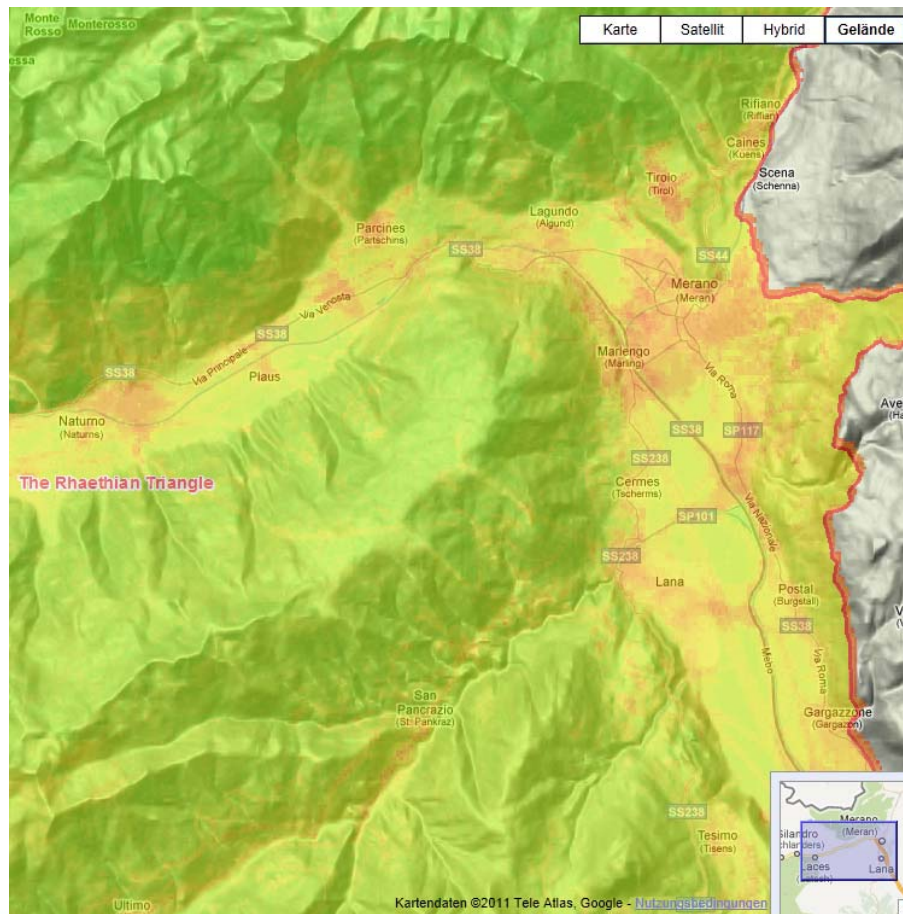 Monte
Rosso Monterosso
Karte
Satellit
Hybrid
Gelände
Rifiano
(Riffian)
Caines
(Kuens)
Scena
(Schenna)
Tirolo
(Tirol)
Parcines
(Partschins)
Lagundo
(Algund)
SS38
SS44
Merano
(Meran)
Via Venosta
SS38
Marlengo
(Marling)
Via Principale
SS38
Plaus
Via Roma
Naturno
(Naturns)
SS38
SP117
The Rhaethian Triangle
SS238
Cermes
(Tscherms)
SP101
Via Nazionale
SS238
Lana
Postal
(Burgstall)
SS38
Mebo
Via Roma
San
Pancrazio
(St. Pankraz)
Gargazzone
(Gargazon)
SS238
Tesimo
(Tisens)
Merano
(Meran)
Laces
Lana
Ultimo
Kartendaten ©2011 Tele Atlas, Google - Nutzungsbedingungen